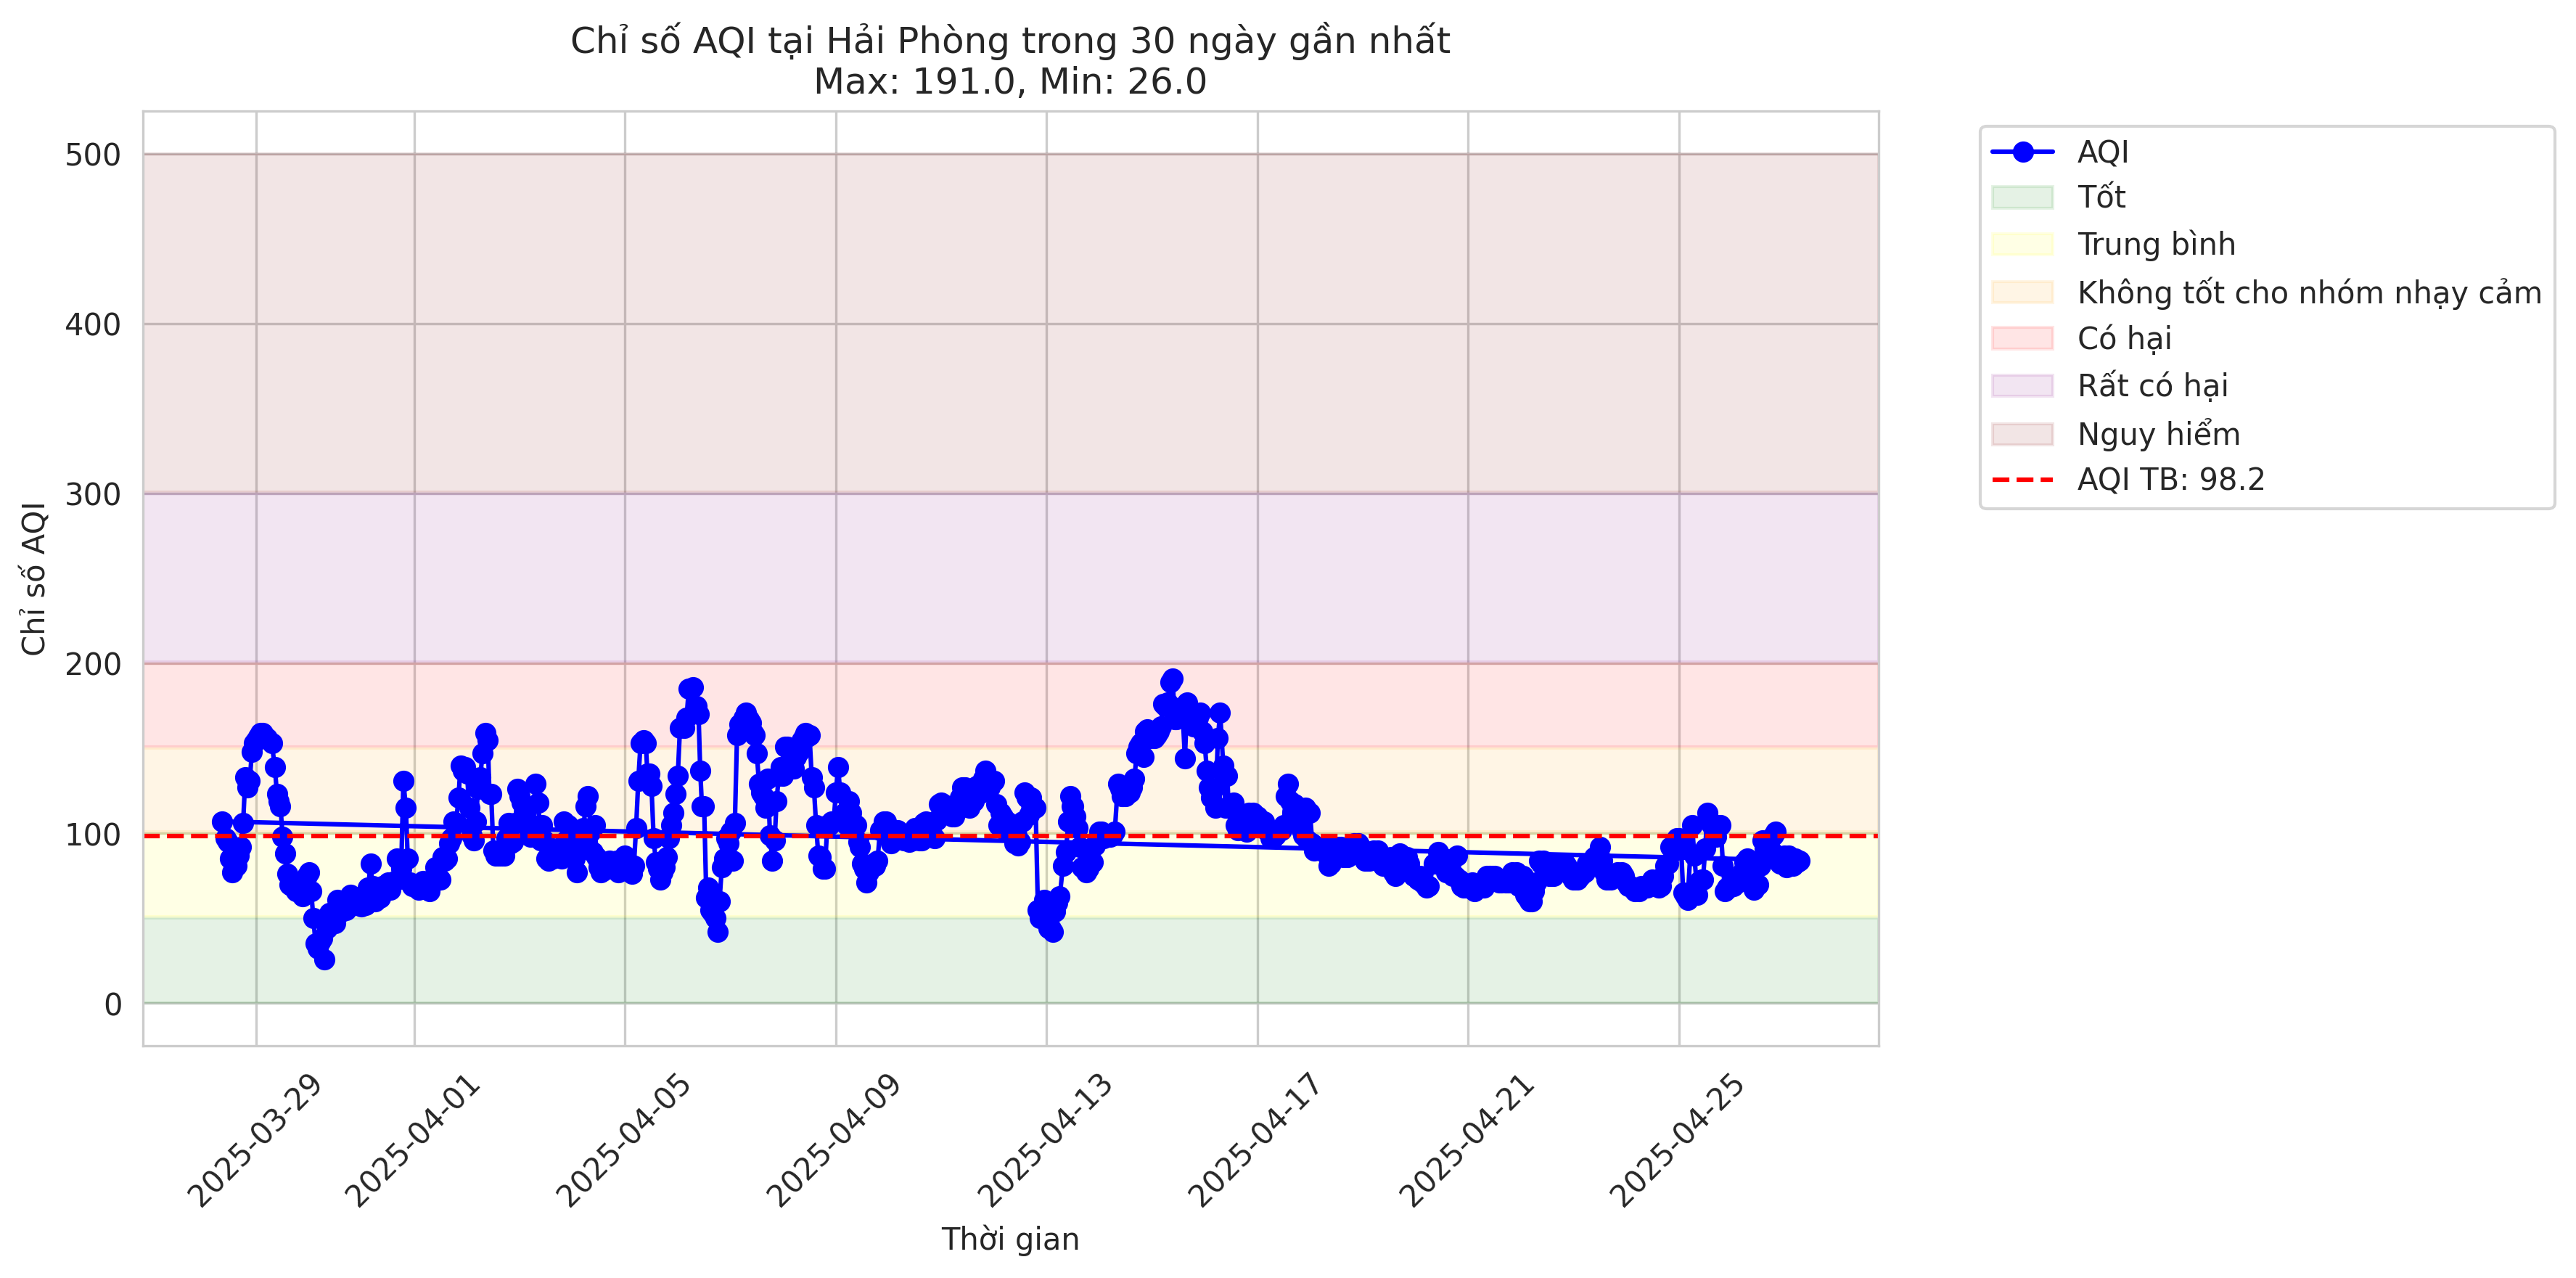 Chỉ số AQI tại Hải Phòng trong 30 ngày gần nhất
Max: 191.0, Min: 26.0
Chỉ số AQI
500
400
300
200
100
0
2025-03-29
2025-04-01
2025-04-05
2025-04-09
2025-04-13
2025-04-17
2025-04-21
2025-04-25
Thời gian
AQI
Tốt
Trung bình
Không tốt cho nhóm nhạy cảm
Có hại
Rất có hại
Nguy hiểm
AQI TB: 98.2